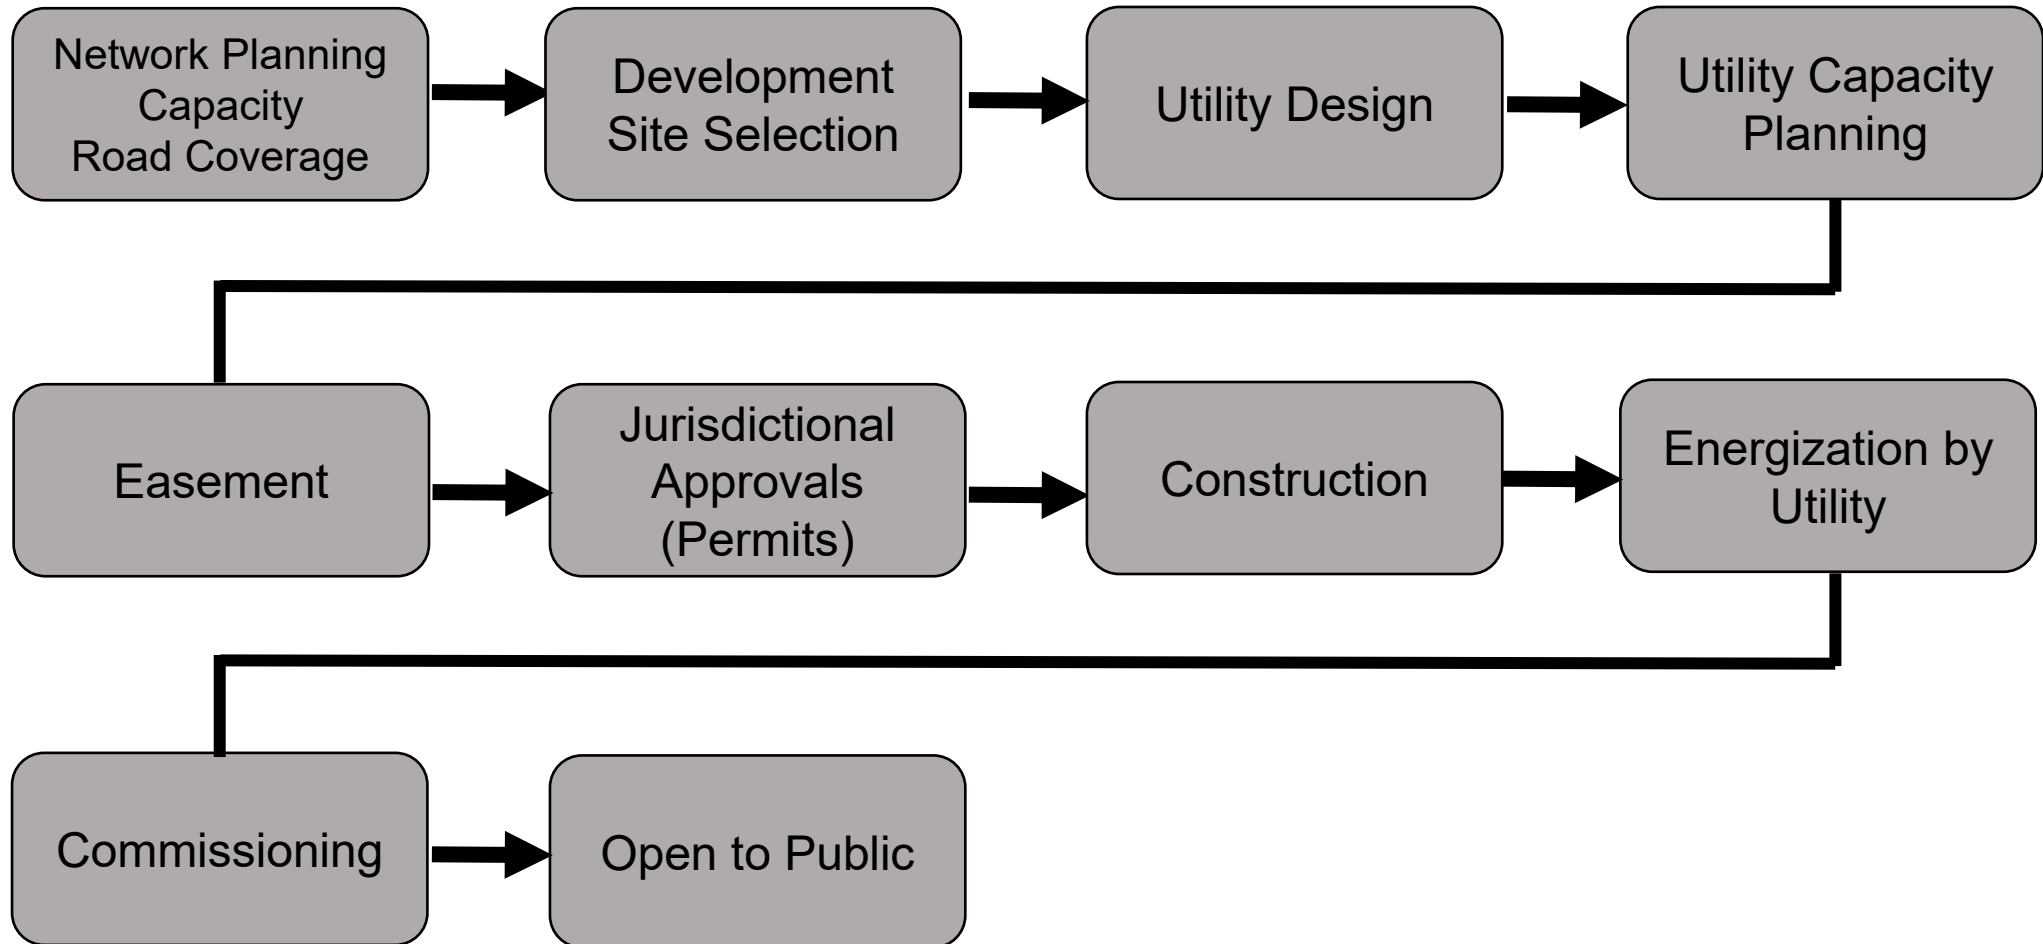 Network Planning
Capacity
Road Coverage
Development
Site Selection
Utility Design
Utility Capacity
Planning
Easement
Jurisdictional
Approvals
(Permits)
Construction
Energization by
Utility
Commissioning
Open to Public